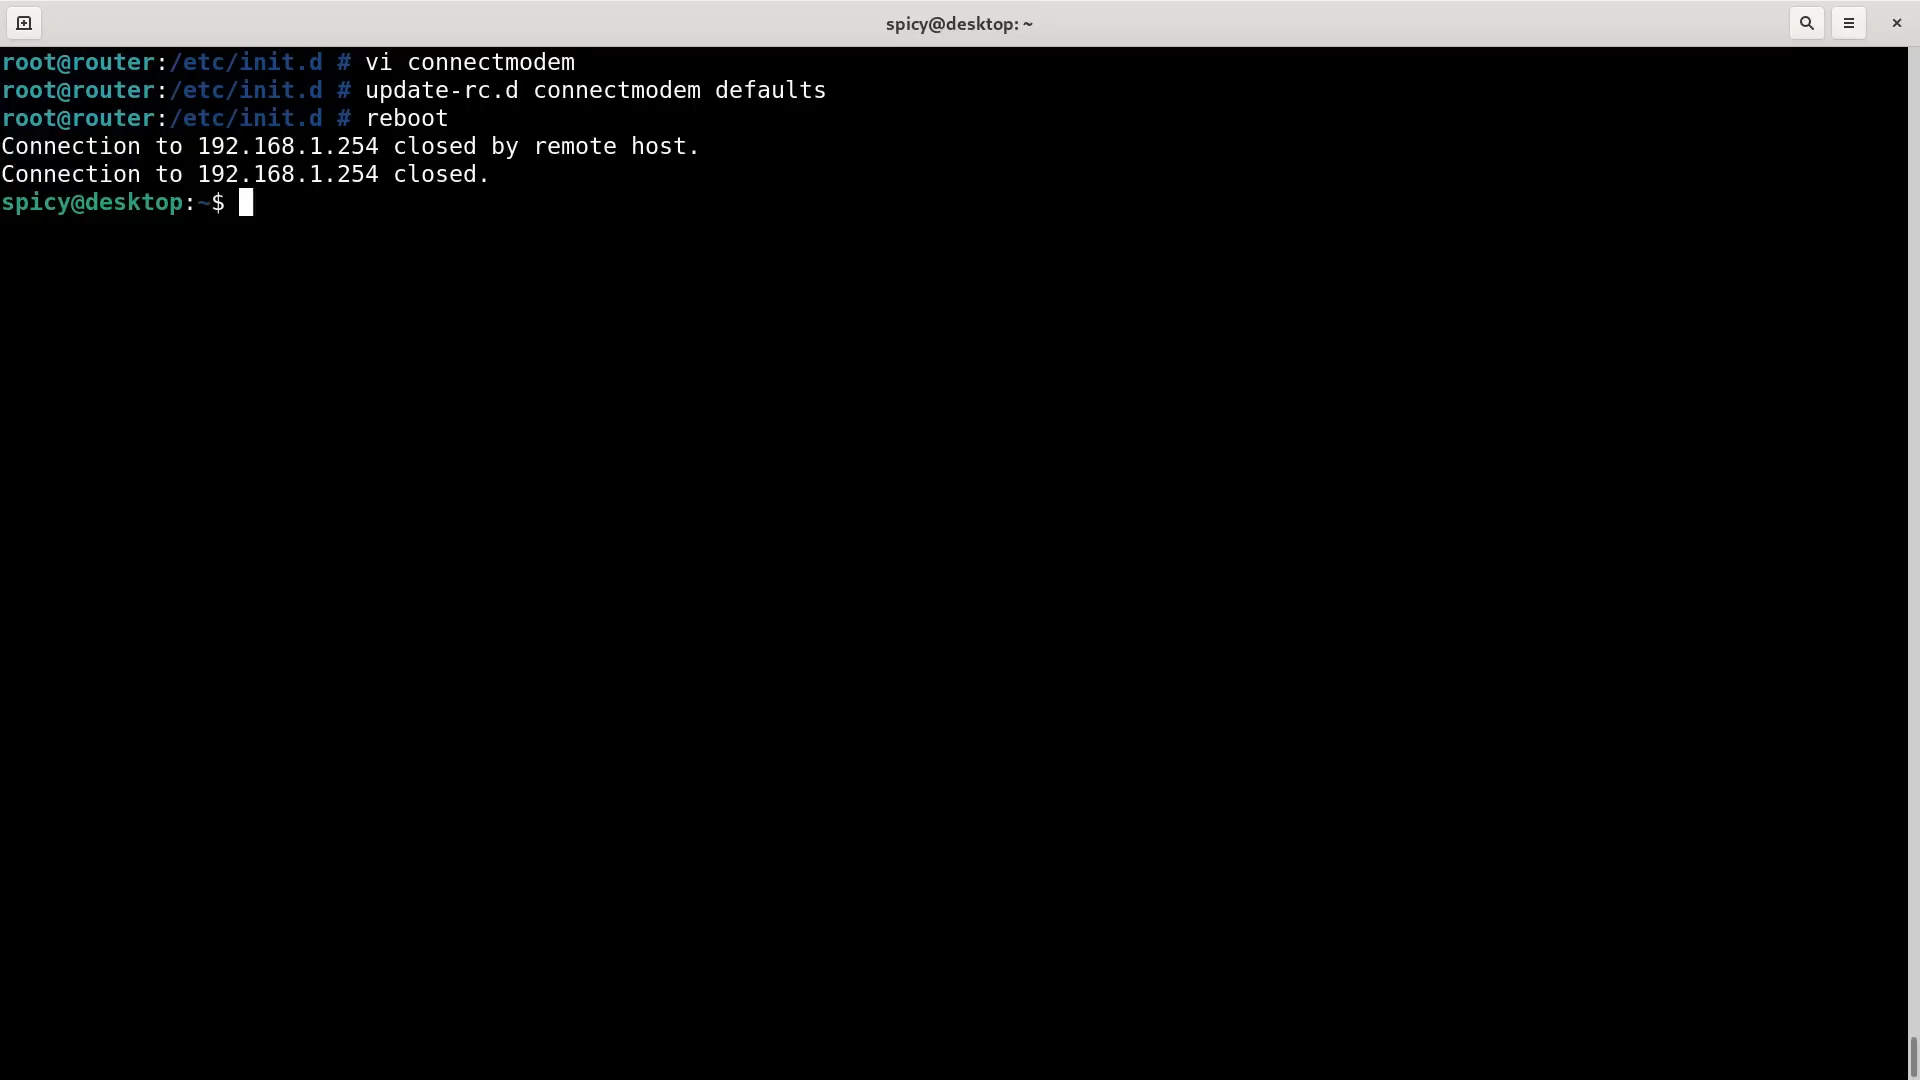 spicy@desktop: ~
root@router:/etc/init.d # vi connectmodem
root@router:/etc/init.d # update-rc.d connectmodem defaults
root@router:/etc/init.d # reboot
Connection to 192.168.1.254 closed by remote host.
Connection to 192.168.1.254 closed.
spicy@desktop:~$